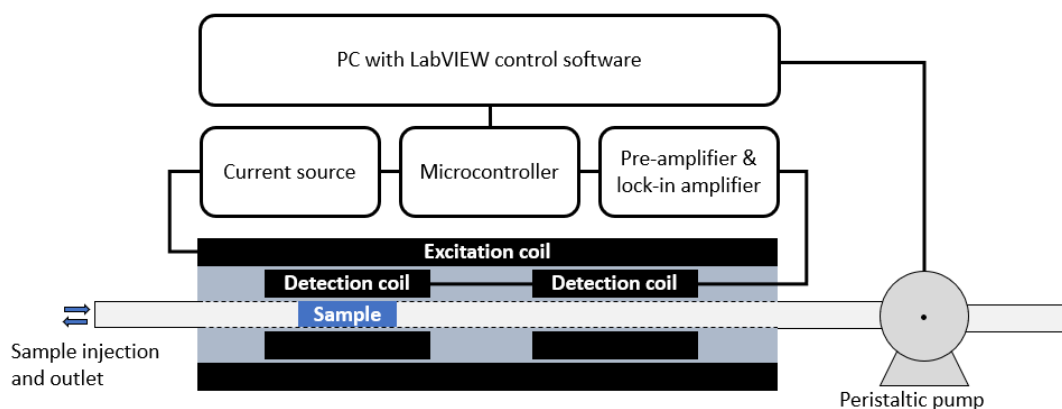 PC with LabVIEW control software
Current source
Microcontroller
Pre-amplifier &
lock-in amplifier
Excitation coil
Detection coil
Detection coil
Sample
Sample injection
and outlet
Peristaltic pump